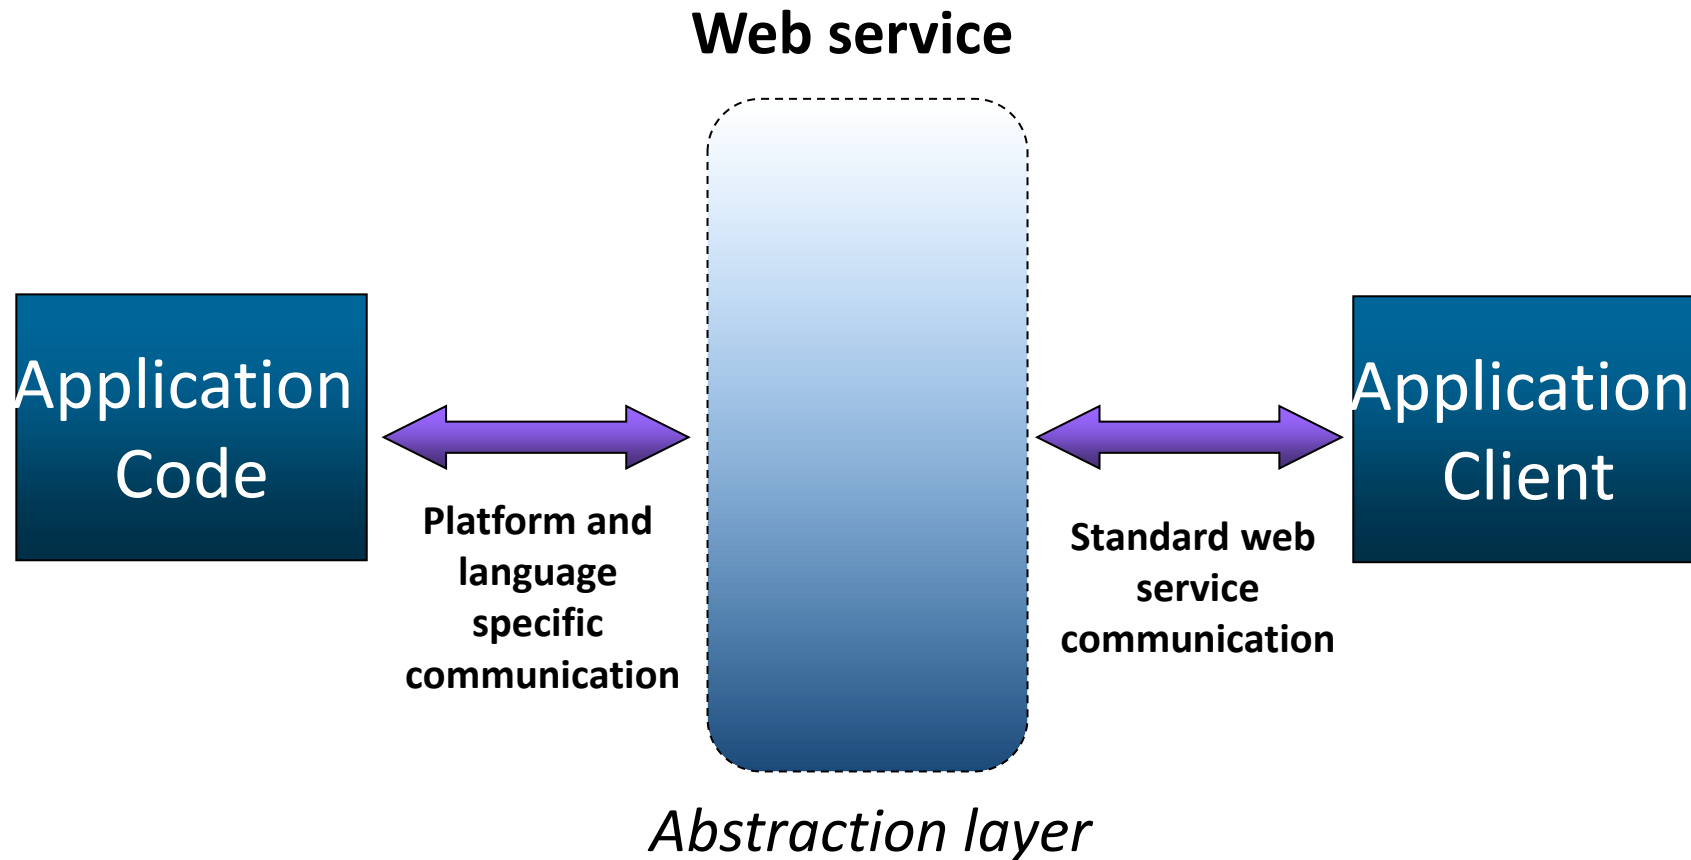 Web service
Application
Code
Platform and
language
specific
communication
Standard web
service
communication
Application
Client
Abstraction layer